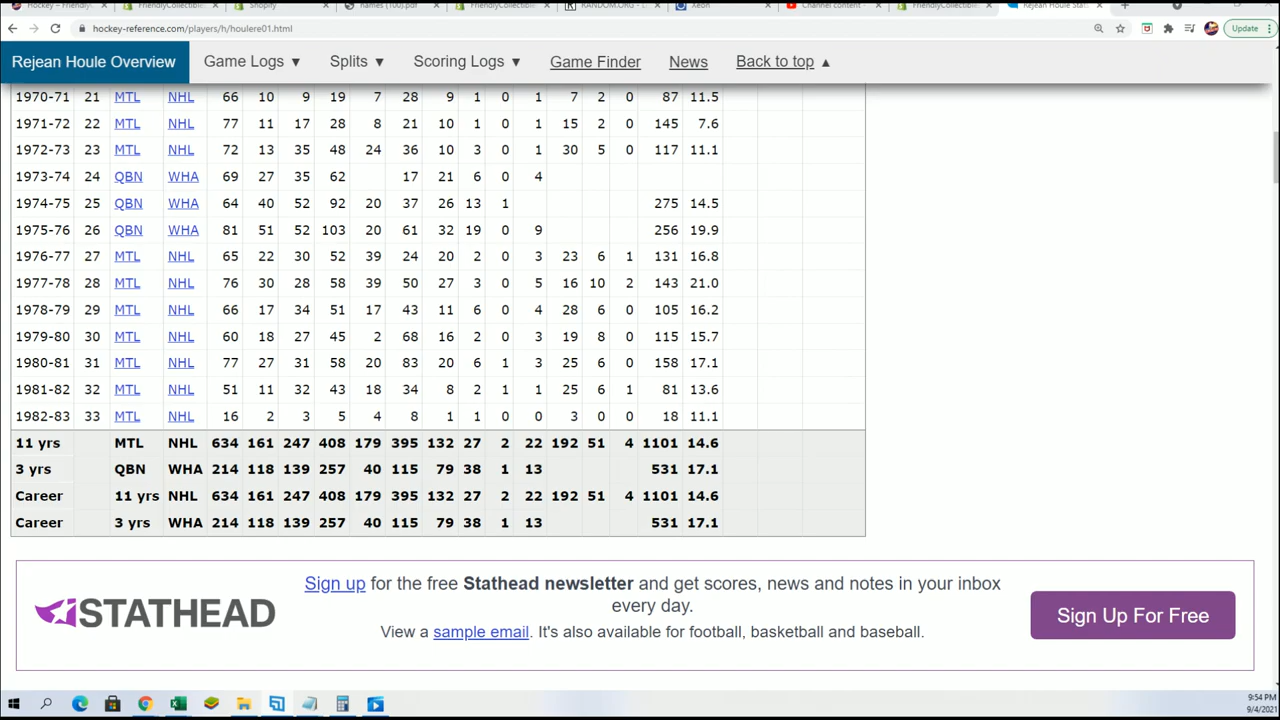 Hockey – Friendly FriendlyCollectible Shopify names (100).pdf FriendlyCollectible RANDOM.ORG - L Xeon Channel content - FriendlyCollectible Rejean Houle Stats
hockey-reference.com/players/h/houlere01.html Update
Rejean Houle Overview Game Logs ▼ Splits ▼ Scoring Logs ▼ Game Finder News Back to top ▲
1970-71 21 MTL NHL 66 10 9 19 7 28 9 1 0 1 7 2 0 87 11.5
1971-72 22 MTL NHL 77 11 17 28 8 21 10 1 0 1 15 2 0 145 7.6
1972-73 23 MTL NHL 72 13 35 48 24 36 10 3 0 1 30 5 0 117 11.1
1973-74 24 QBN WHA 69 27 35 62 17 21 6 0 4
1974-75 25 QBN WHA 64 40 52 92 20 37 26 13 1 275 14.5
1975-76 26 QBN WHA 81 51 52 103 20 61 32 19 0 9 256 19.9
1976-77 27 MTL NHL 65 22 30 52 39 24 20 2 0 3 23 6 1 131 16.8
1977-78 28 MTL NHL 76 30 28 58 39 50 27 3 0 5 16 10 2 143 21.0
1978-79 29 MTL NHL 66 17 34 51 17 43 11 6 0 4 28 6 0 105 16.2
1979-80 30 MTL NHL 60 18 27 45 2 68 16 2 0 3 19 8 0 115 15.7
1980-81 31 MTL NHL 77 27 31 58 20 83 20 6 1 3 25 6 0 158 17.1
1981-82 32 MTL NHL 51 11 32 43 18 34 8 2 1 1 25 6 1 81 13.6
1982-83 33 MTL NHL 16 2 3 5 4 8 1 1 0 0 3 0 0 18 11.1
11 yrs MTL NHL 634 161 247 408 179 395 132 27 2 22 192 51 4 1101 14.6
3 yrs QBN WHA 214 118 139 257 40 115 79 38 1 13 531 17.1
Career 11 yrs NHL 634 161 247 408 179 395 132 27 2 22 192 51 4 1101 14.6
Career 3 yrs WHA 214 118 139 257 40 115 79 38 1 13 531 17.1
STATHEAD
Sign up for the free Stathead newsletter and get scores, news and notes in your inbox
every day.
View a sample email. It's also available for football, basketball and baseball.
Sign Up For Free
9:54 PM
9/4/2021